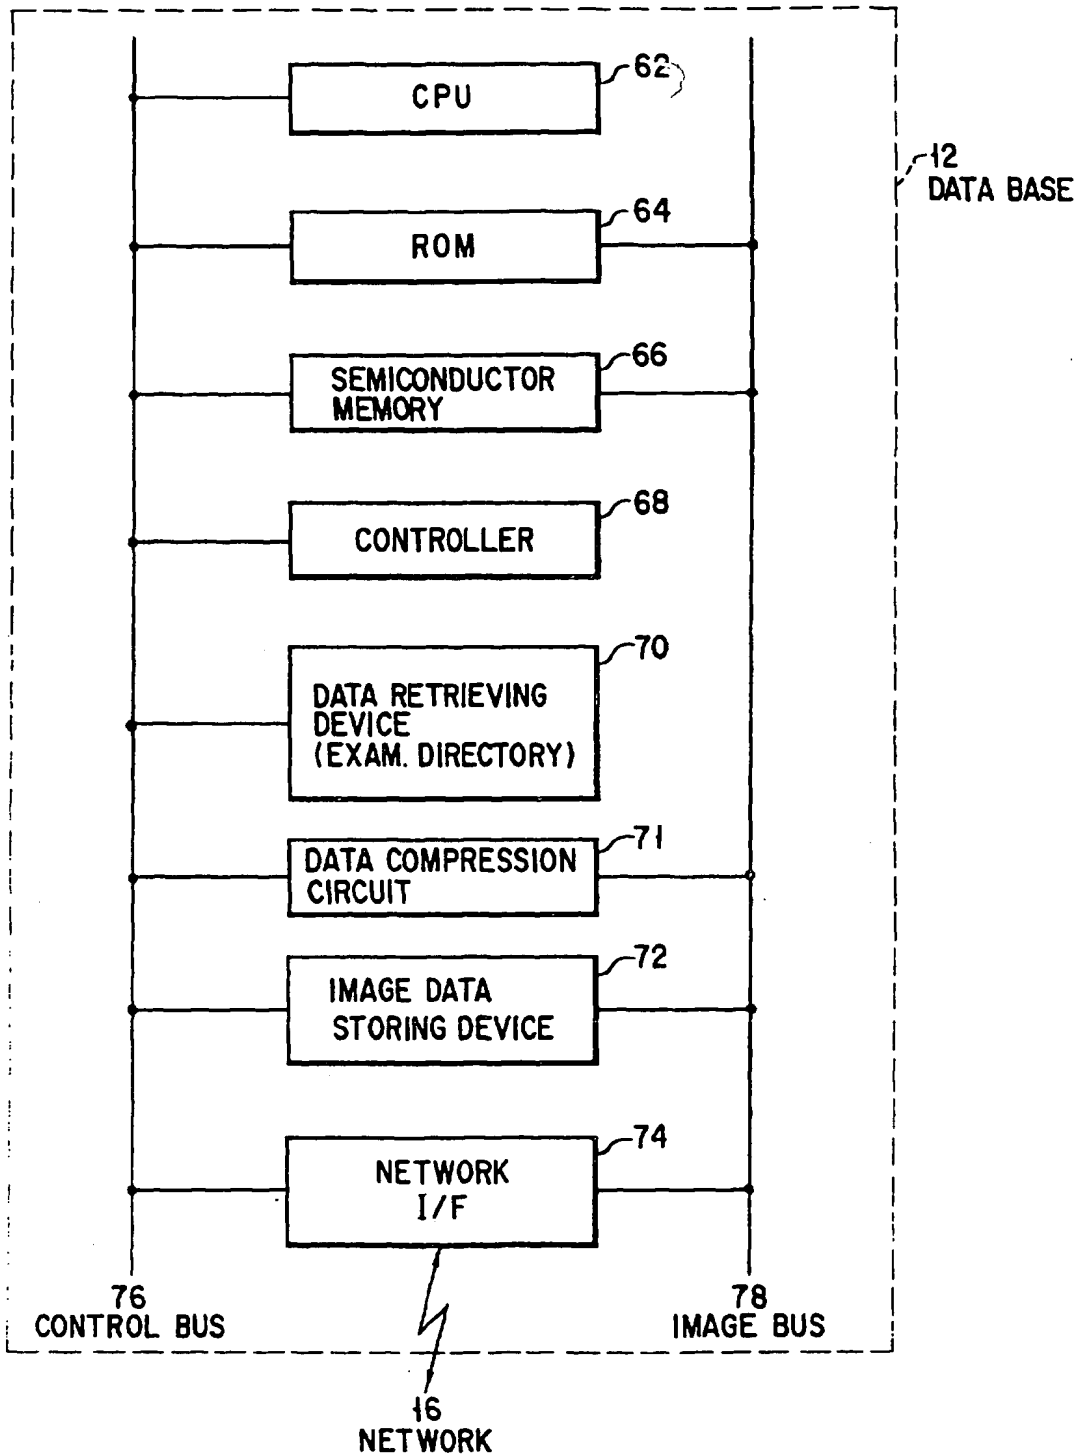 62
CPU
12
DATA BASE
64
ROM
66
SEMICONDUCTOR
MEMORY
68
CONTROLLER
70
DATA RETRIEVING
DEVICE
(EXAM. DIRECTORY)
71
DATA COMPRESSION
CIRCUIT
72
IMAGE DATA
STORING DEVICE
74
NETWORK
I/F
76
CONTROL BUS
78
IMAGE BUS
16
NETWORK